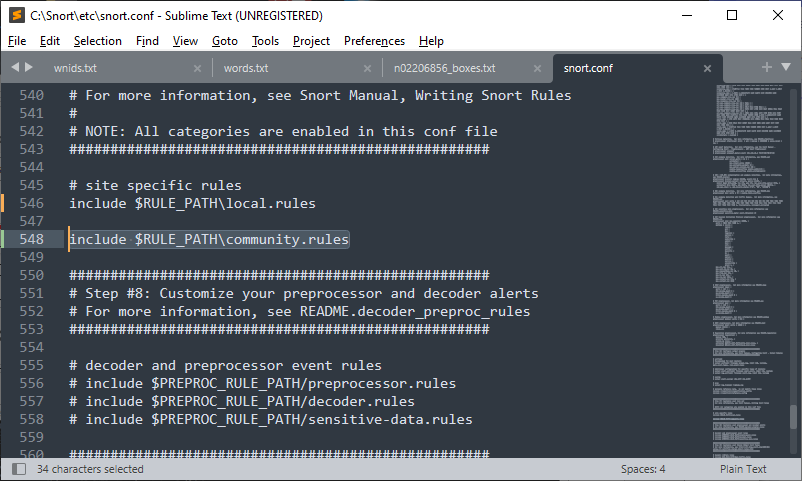 C:\Snort\etc\snort.conf - Sublime Text (UNREGISTERED)
File Edit Selection Find View Goto Tools Project Preferences Help
wnids.txt words.txt n02206856_boxes.txt snort.conf
540 # For more information, see Snort Manual, Writing Snort Rules
541 #
542 # NOTE: All categories are enabled in this conf file
543 ###################################################
544
545 # site specific rules
546 include $RULE_PATH\local.rules
547
548 include $RULE_PATH\community.rules
549
550 ###################################################
551 # Step #8: Customize your preprocessor and decoder alerts
552 # For more information, see README.decoder_preproc_rules
553 ###################################################
554
555 # decoder and preprocessor event rules
556 # include $PREPROC_RULE_PATH/preprocessor.rules
557 # include $PREPROC_RULE_PATH/decoder.rules
558 # include $PREPROC_RULE_PATH/sensitive-data.rules
559
560 ###################################################
34 characters selected Spaces: 4 Plain Text